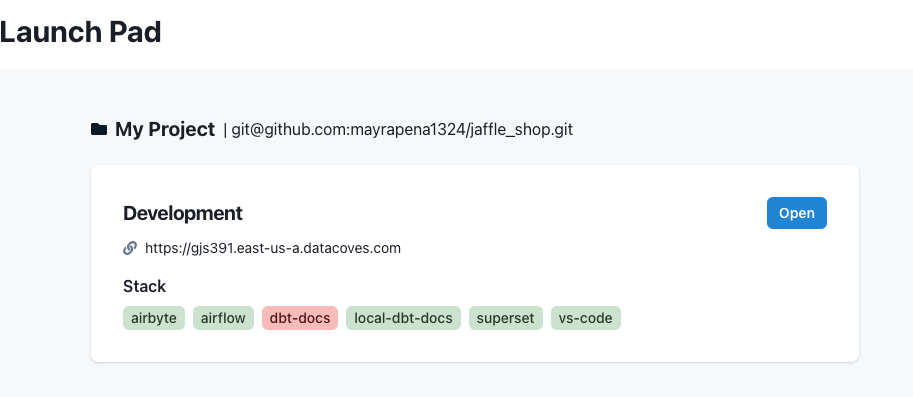 Launch Pad
My Project | git@github.com:mayrapena1324/jaffle_shop.git
Development Open
https://gjs391.east-us-a.datacoves.com
Stack
airbyte airflow dbt-docs local-dbt-docs superset vs-code